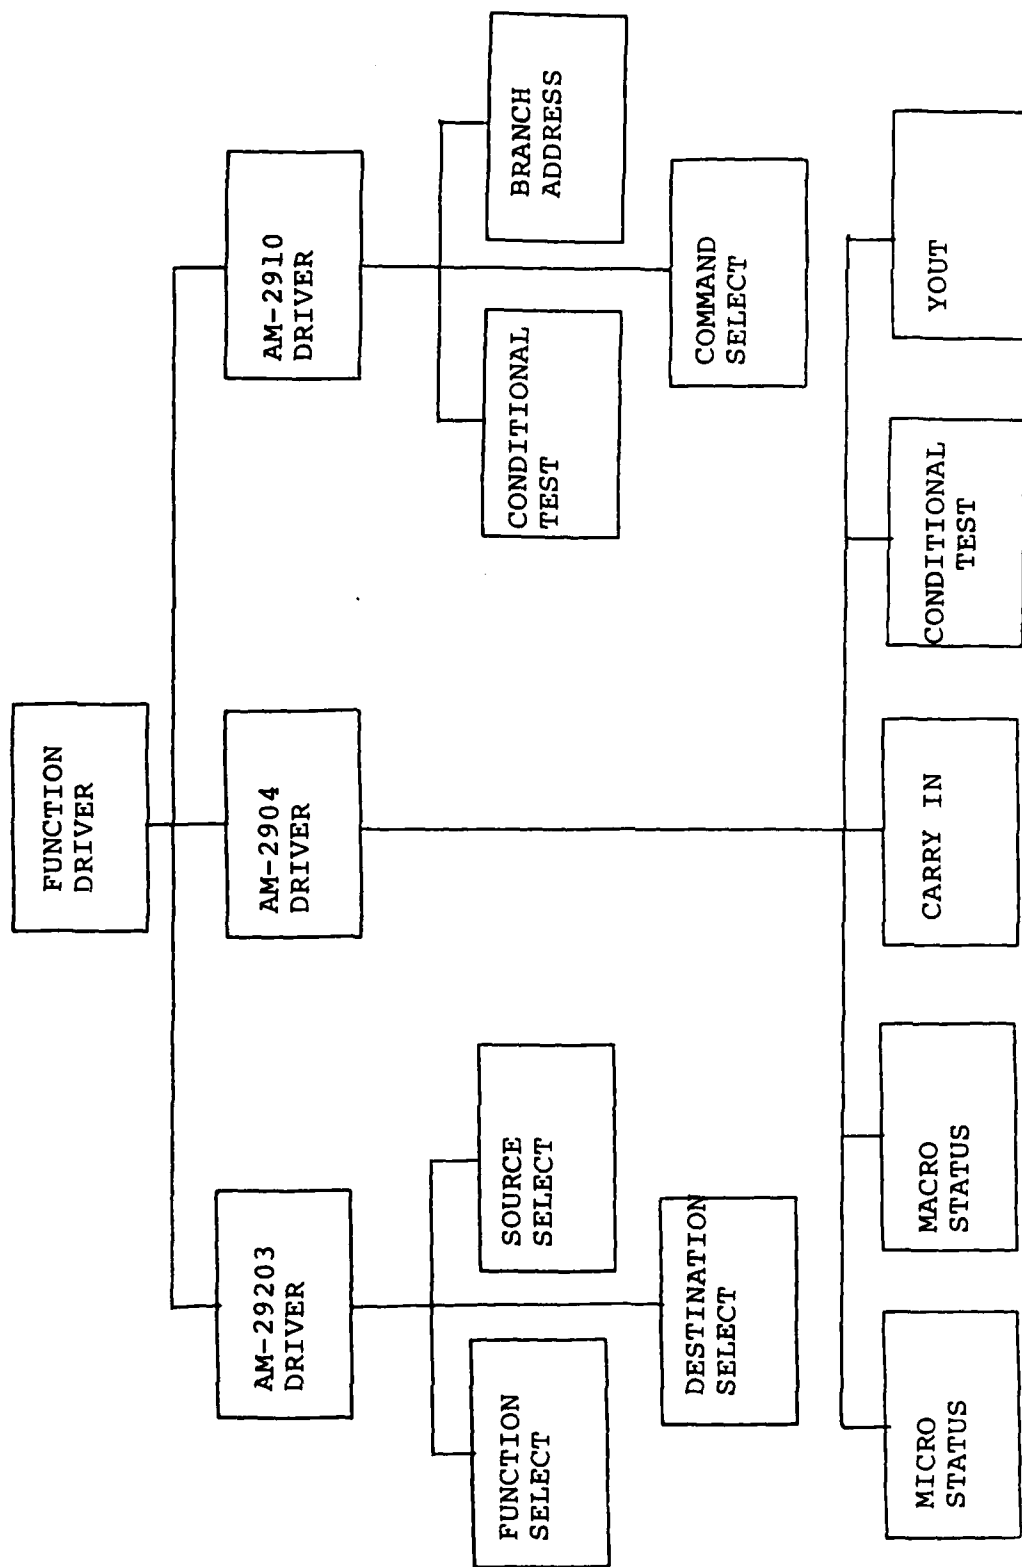 FUNCTION
DRIVER
AM-29203
DRIVER
AM-2904
DRIVER
AM-2910
DRIVER
FUNCTION
SELECT
SOURCE
SELECT
CONDITIONAL
TEST
BRANCH
ADDRESS
DESTINATION
SELECT
COMMAND
SELECT
MICRO
STATUS
MACRO
STATUS
CARRY IN
CONDITIONAL
TEST
YOUT